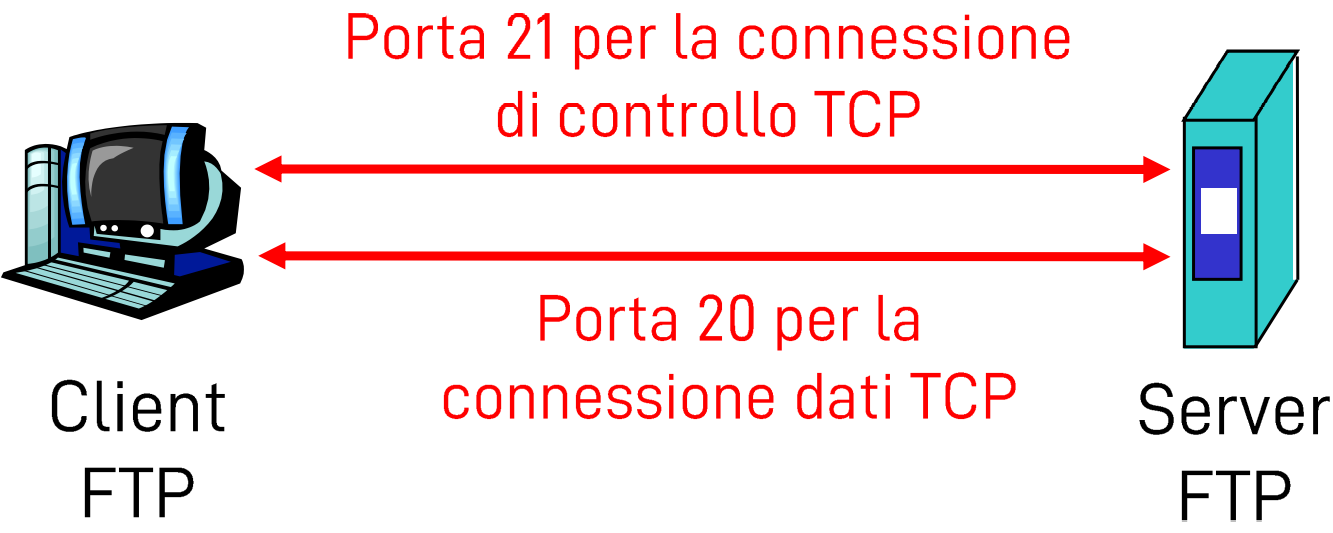 Porta 21 per la connessione
di controllo TCP
Porta 20 per la
connessione dati TCP
Client
FTP
Server
FTP